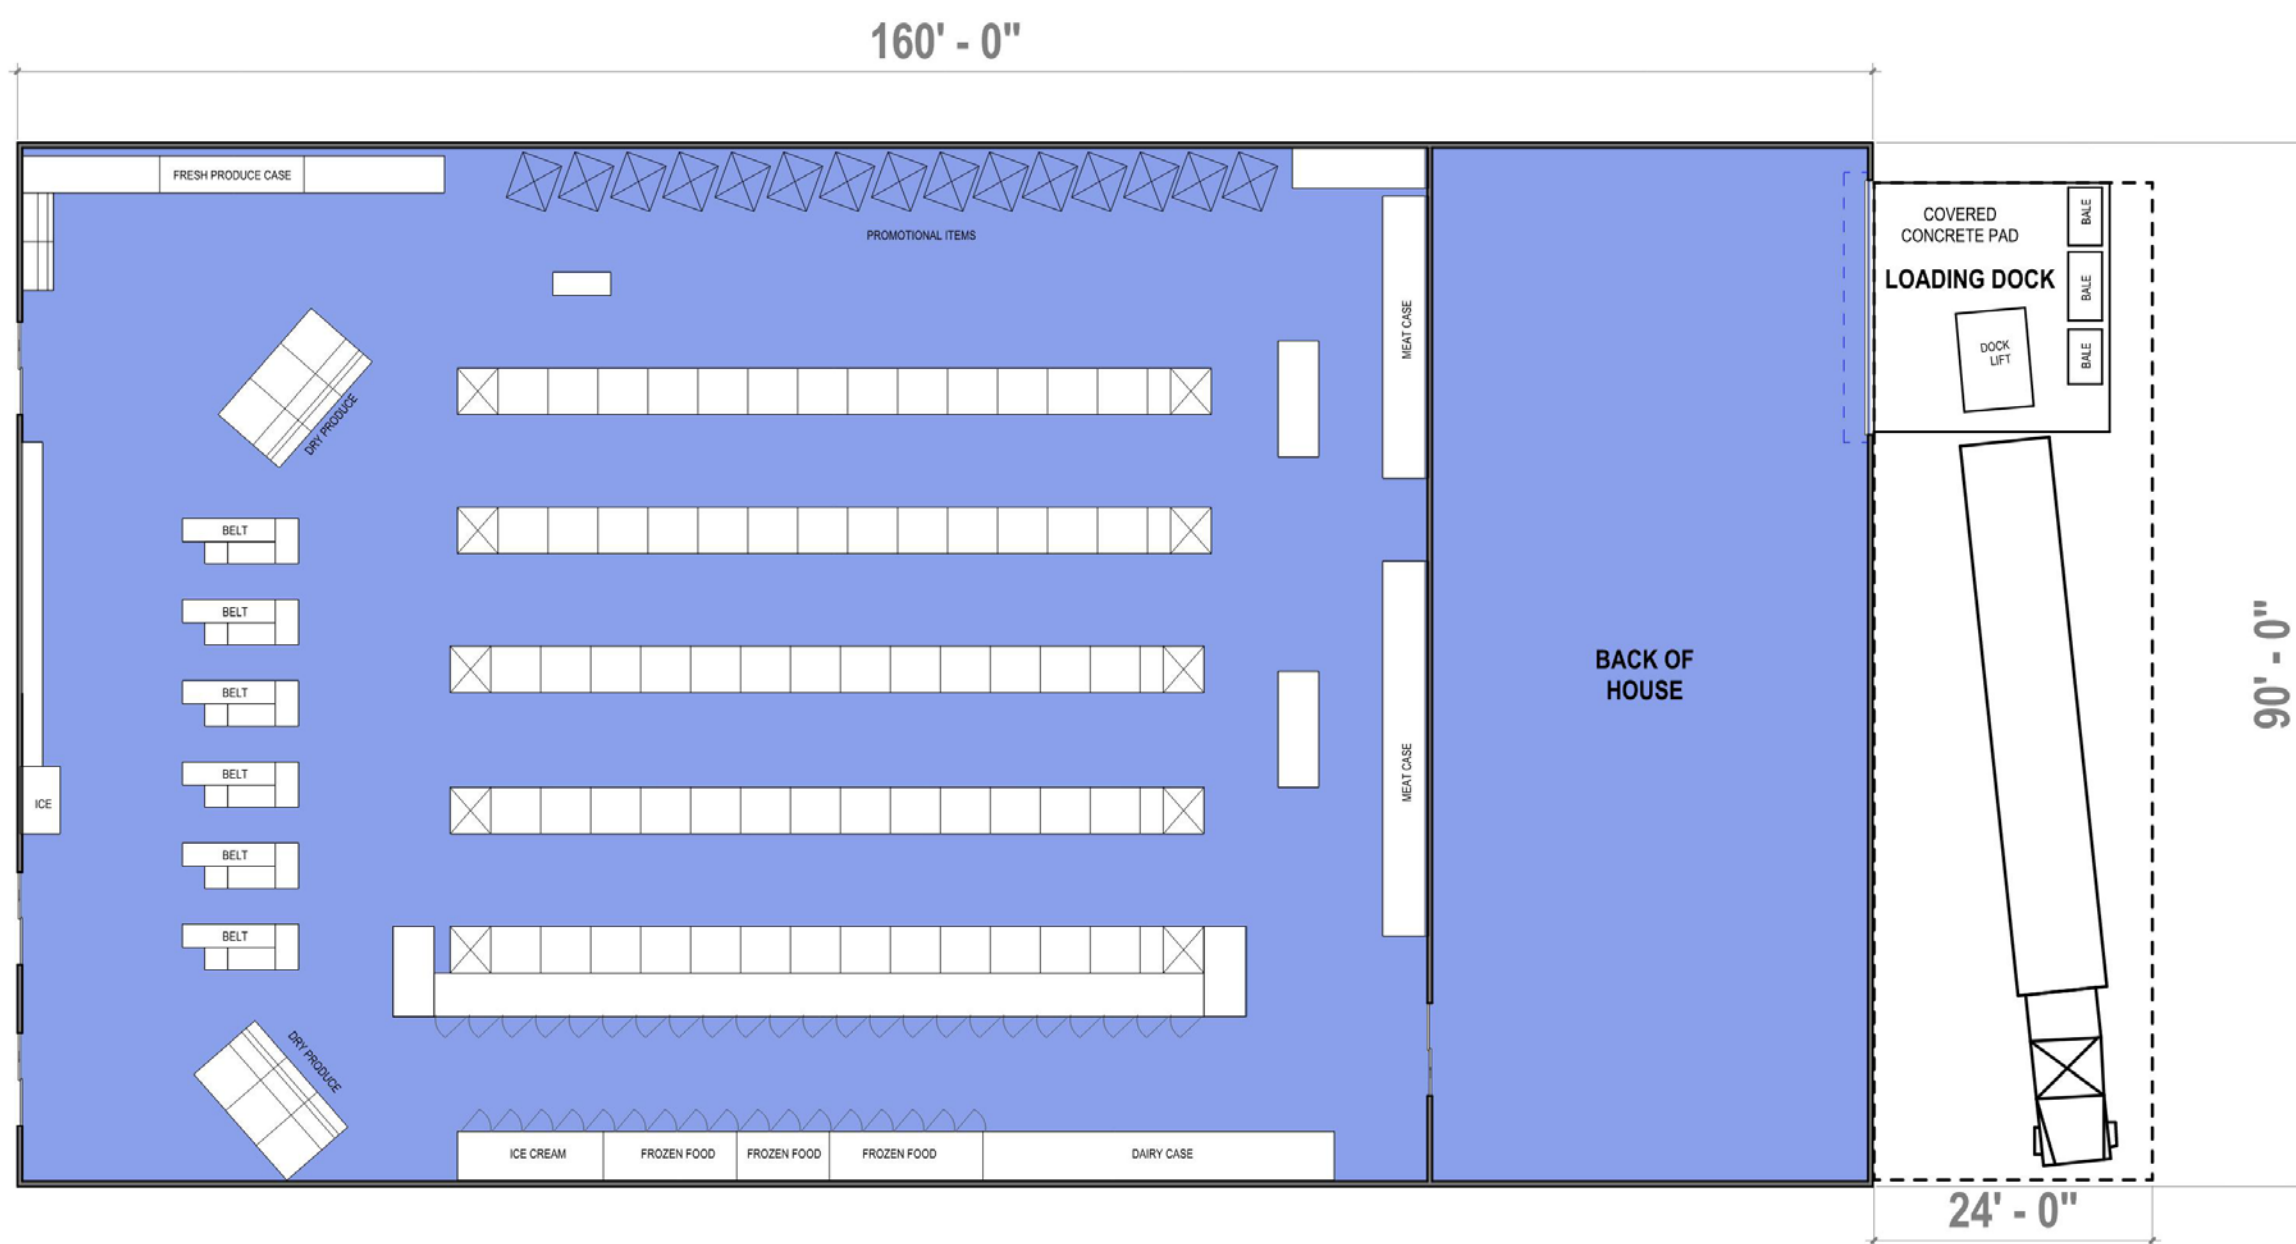 160' - 0"
FRESH PRODUCE CASE
PROMOTIONAL ITEMS
COVERED
CONCRETE PAD
LOADING DOCK
BALE
BALE
BALE
DOCK
LIFT
MEAT CASE
DRY PRODUCE
BELT
BELT
BELT
BELT
BELT
BELT
ICE
MEAT CASE
BACK OF
HOUSE
90' - 0"
DRY PRODUCE
ICE CREAM
FROZEN FOOD
FROZEN FOOD
FROZEN FOOD
DAIRY CASE
24' - 0"